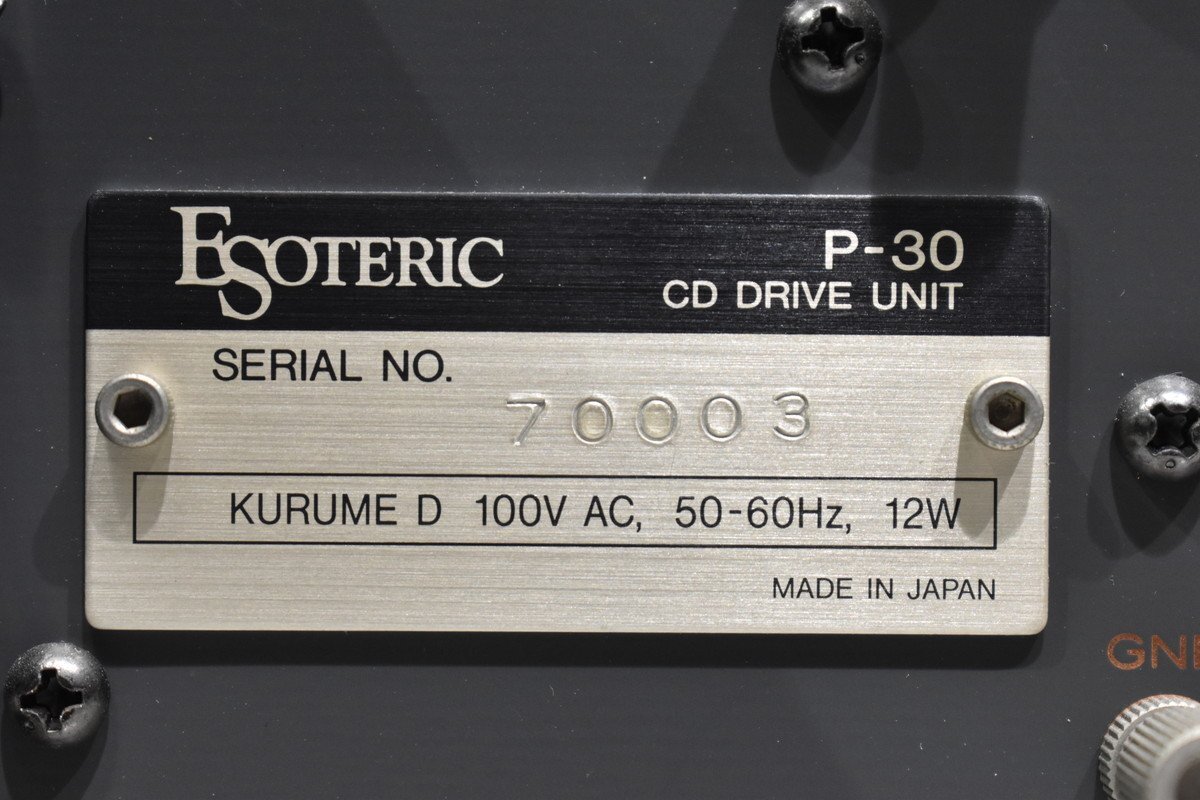 ESOTERIC
P-30
CD DRIVE UNIT
SERIAL NO.
70003
KURUME D 100V AC, 50-60Hz, 12W
MADE IN JAPAN